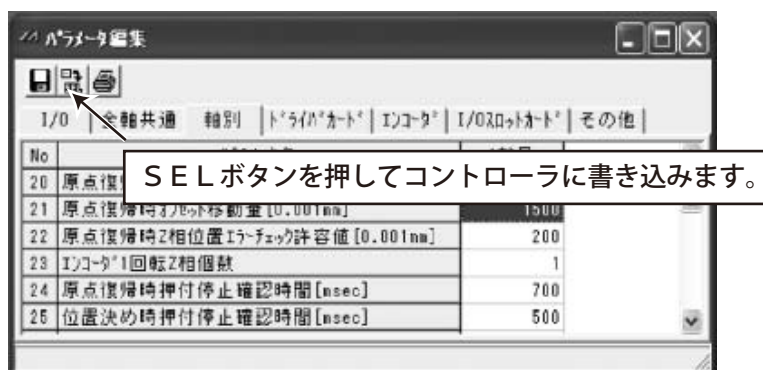 パラメータ編集
I/O 全軸共通 軸別 ドライバカード エンコーダ I/Oスロットカード その他
No
SELボタンを押してコントローラに書き込みます。
20 原点復
21 原点復帰時オフセット移動量[0.001mm] 1500
22 原点復帰時Z相位置エラーチェック許容値[0.001mm] 200
23 エンコーダ1回転Z相個数 1
24 原点復帰時押付停止確認時間[msec] 700
25 位置決め時押付停止確認時間[msec] 500